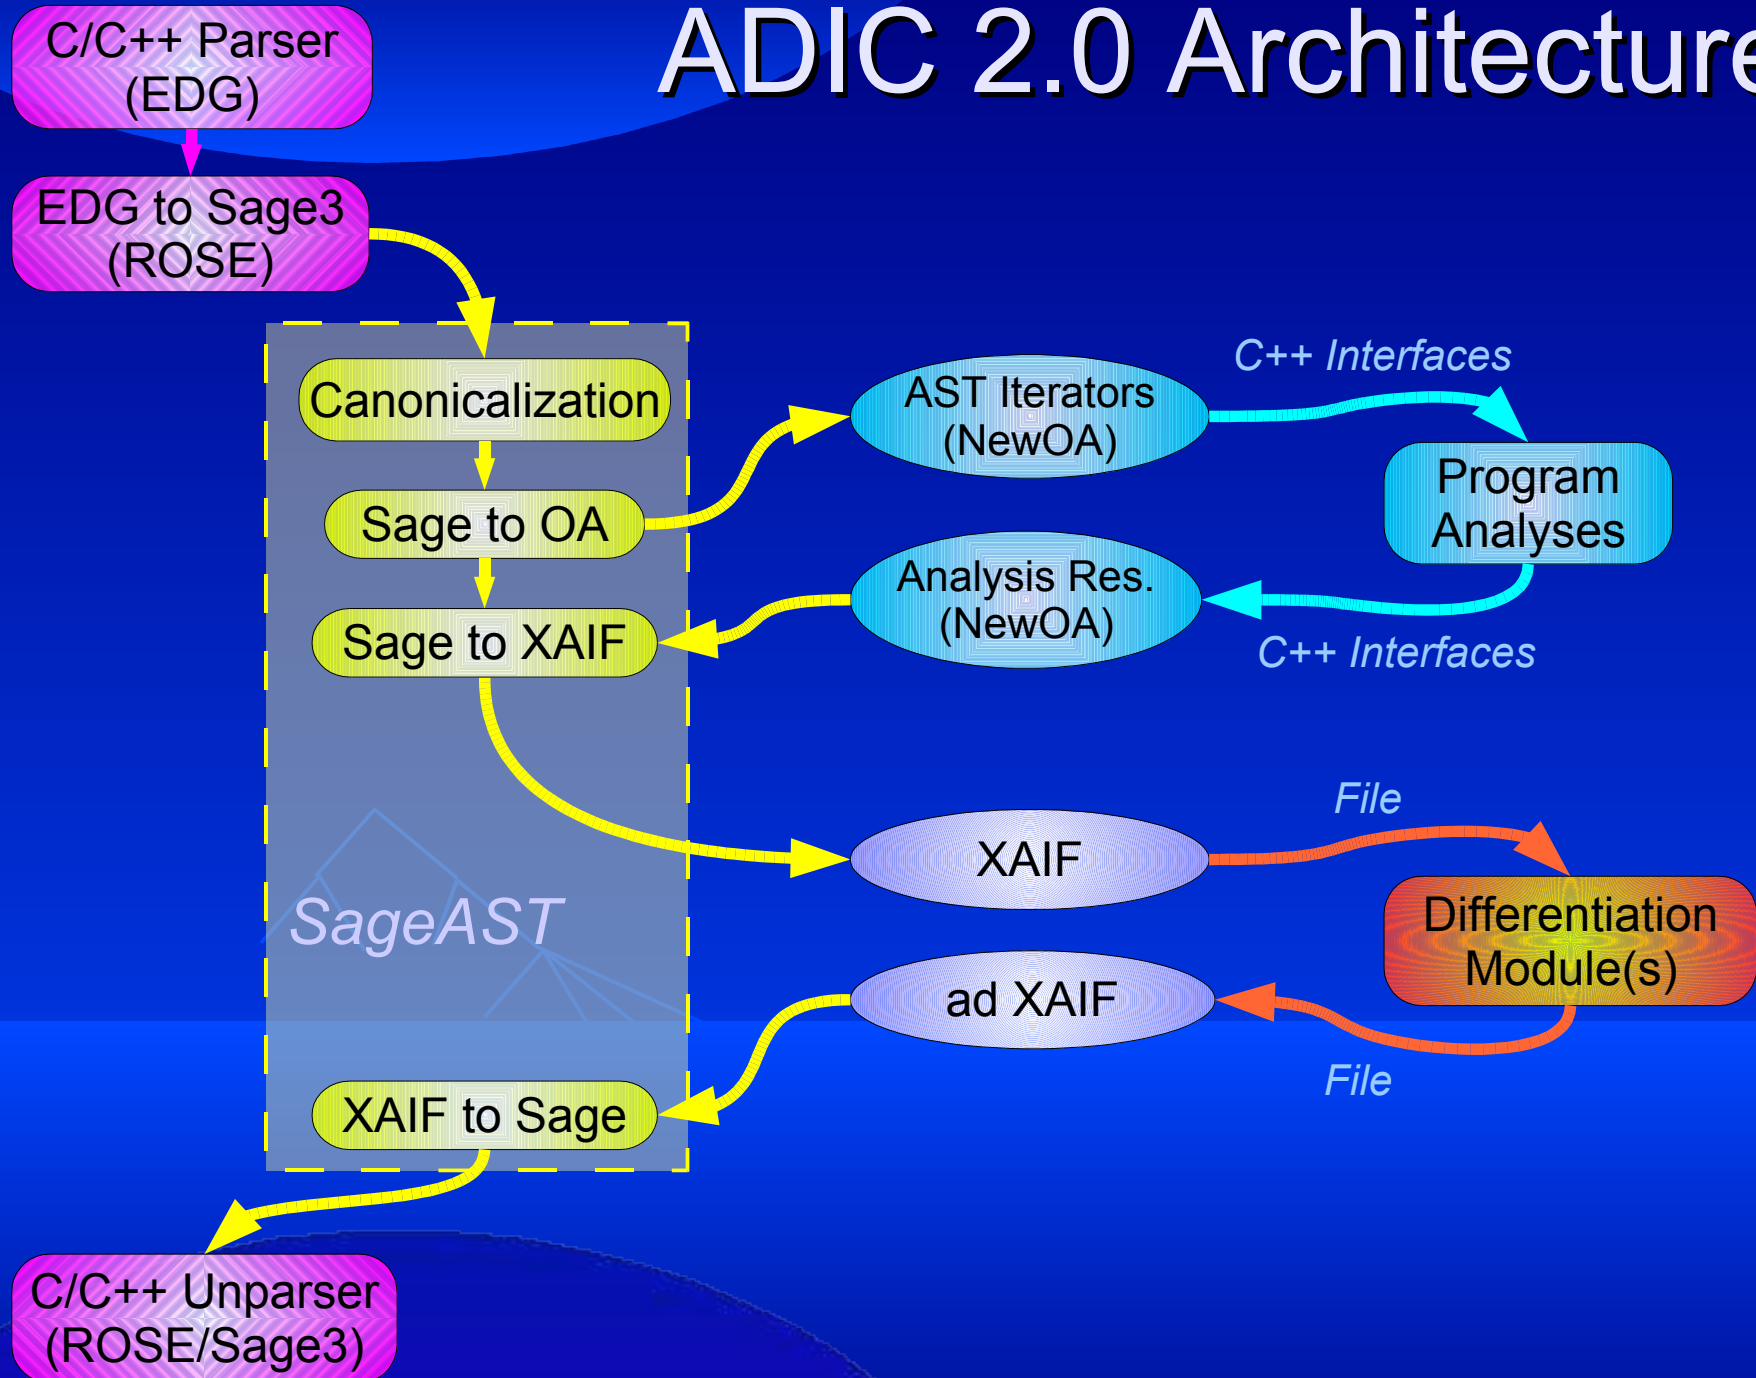 ADIC 2.0 Architecture
C/C++ Parser
(EDG)
EDG to Sage3
(ROSE)
Canonicalization
Sage to OA
Sage to XAIF
SageAST
XAIF to Sage
C/C++ Unparser
(ROSE/Sage3)
AST Iterators
(NewOA)
C++ Interfaces
Program
Analyses
Analysis Res.
(NewOA)
C++ Interfaces
XAIF
File
Differentiation
Module(s)
ad XAIF
File